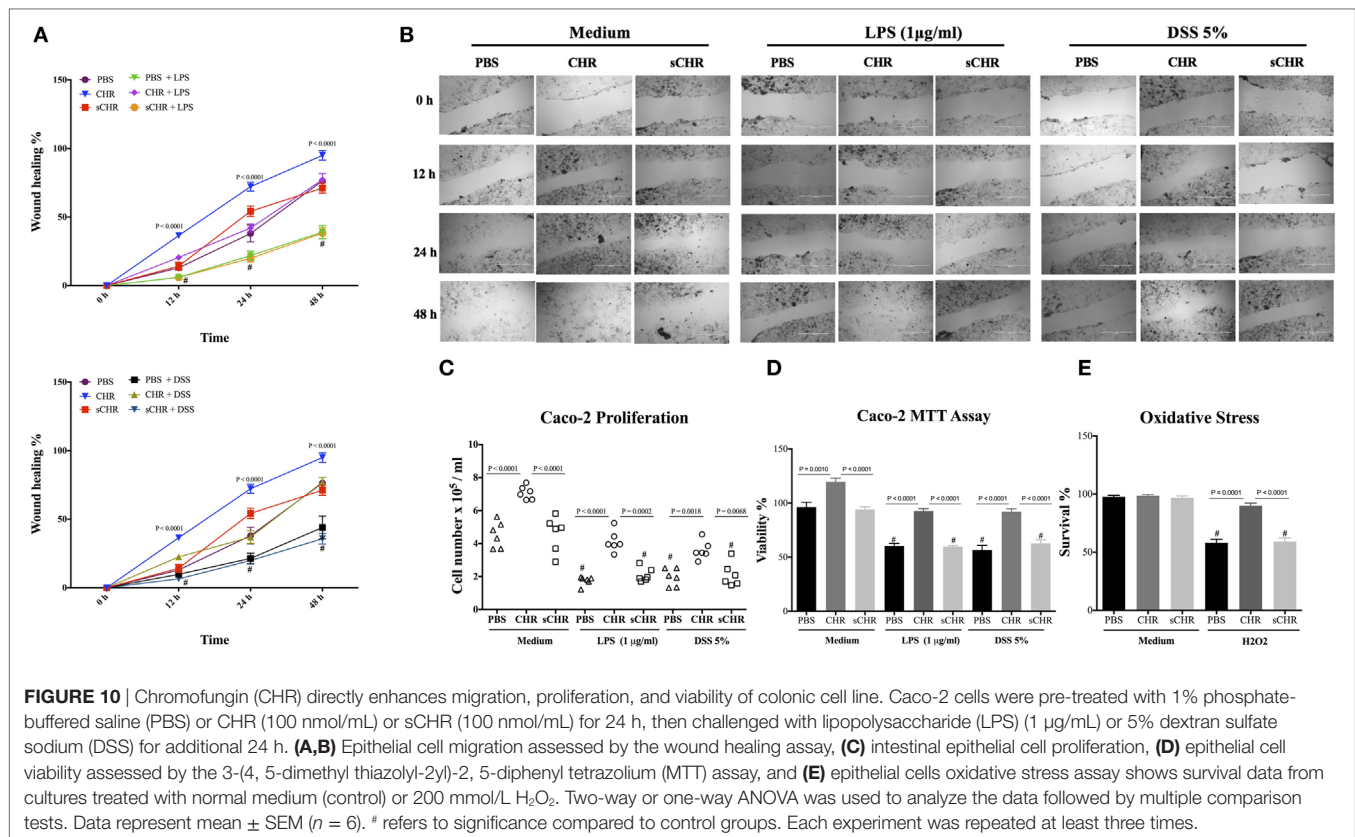 A
150
100
50
0
Wound healing %
PBS
CHR
sCHR
PBS + LPS
CHR + LPS
sCHR + LPS
P < 0.0001
P < 0.0001
P < 0.0001
#
#
#
0 h
12 h
24 h
48 h
Time
150
100
50
0
Wound healing %
PBS
CHR
sCHR
PBS + DSS
CHR + DSS
sCHR + DSS
P < 0.0001
P < 0.0001
P < 0.0001
#
#
#
0 h
12 h
24 h
48 h
Time
B
Medium
LPS (1µg/ml)
DSS 5%
PBS CHR sCHR PBS CHR sCHR PBS CHR sCHR
0 h
12 h
24 h
48 h
C
Caco-2 Proliferation
Cell number x 10⁵ / ml
10
8
6
4
2
0
P < 0.0001 P < 0.0001
P < 0.0001 P = 0.0002
P = 0.0018 P = 0.0068
# # # #
PBS CHR sCHR PBS CHR sCHR PBS CHR sCHR
Medium LPS (1 µg/ml) DSS 5%
D
Caco-2 MTT Assay
Viability %
150
100
50
0
P = 0.0010 P < 0.0001
P < 0.0001 P < 0.0001 P < 0.0001 P < 0.0001
# # # #
PBS CHR sCHR PBS CHR sCHR PBS CHR sCHR
Medium LPS (1 µg/ml) DSS 5%
E
Oxidative Stress
Survival %
150
100
50
0
P = 0.0001 P < 0.0001
# #
PBS CHR sCHR PBS CHR sCHR
Medium H2O2
FIGURE 10 | Chromofungin (CHR) directly enhances migration, proliferation, and viability of colonic cell line. Caco-2 cells were pre-treated with 1% phosphate-
buffered saline (PBS) or CHR (100 nmol/mL) or sCHR (100 nmol/mL) for 24 h, then challenged with lipopolysaccharide (LPS) (1 µg/mL) or 5% dextran sulfate
sodium (DSS) for additional 24 h. (A,B) Epithelial cell migration assessed by the wound healing assay, (C) intestinal epithelial cell proliferation, (D) epithelial cell
viability assessed by the 3-(4, 5-dimethyl thiazolyl-2yl)-2, 5-diphenyl tetrazolium (MTT) assay, and (E) epithelial cells oxidative stress assay shows survival data from
cultures treated with normal medium (control) or 200 mmol/L H₂O₂. Two-way or one-way ANOVA was used to analyze the data followed by multiple comparison
tests. Data represent mean ± SEM (n = 6). # refers to significance compared to control groups. Each experiment was repeated at least three times.